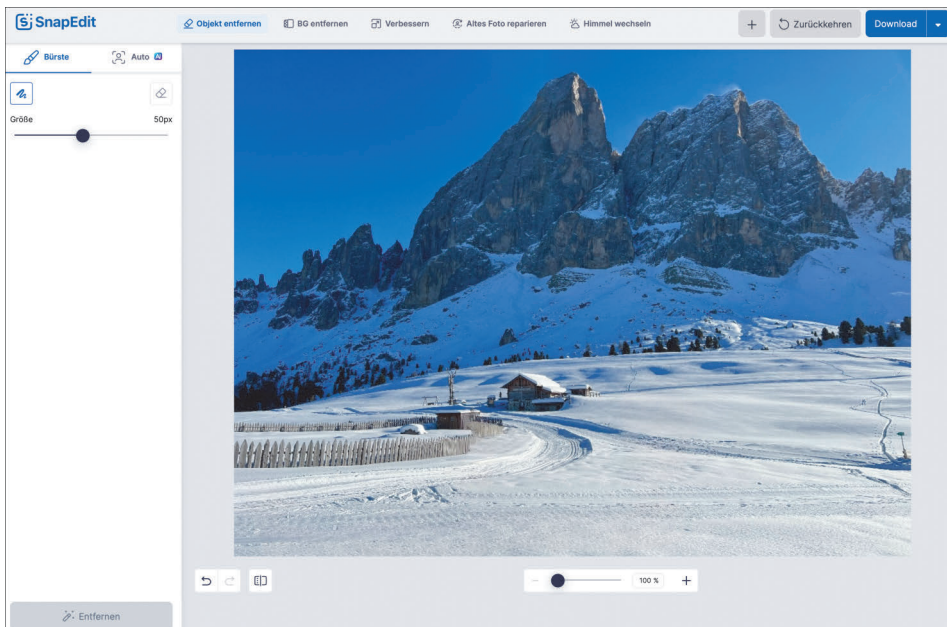 SnapEdit
Objekt entfernen
BG entfernen
Verbessern
Altes Foto reparieren
Himmel wechseln
+
Zurückkehren
Download
Bürste
Auto AI
Größe 50px
100 %
Entfernen